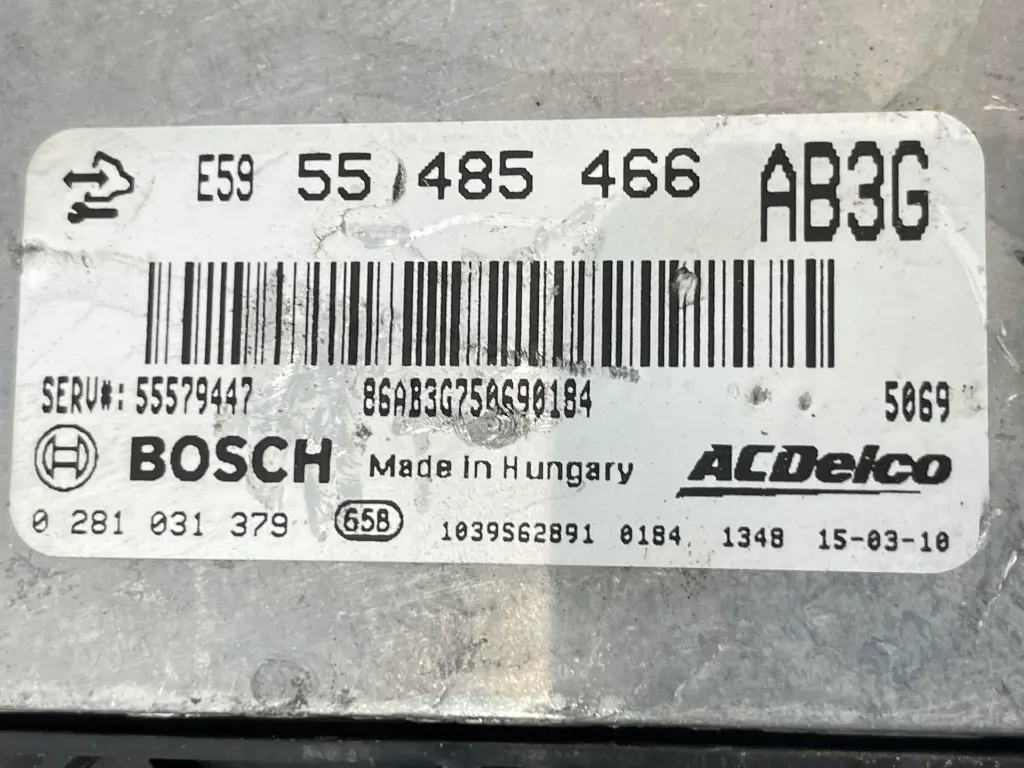 E59 55 485 466 AB3G
SERV#: 55579447 86AB3G750690184 5069
BOSCH Made in Hungary ACDelco
0 281 031 379 65B 1039S62891 0184 1348 15-03-10